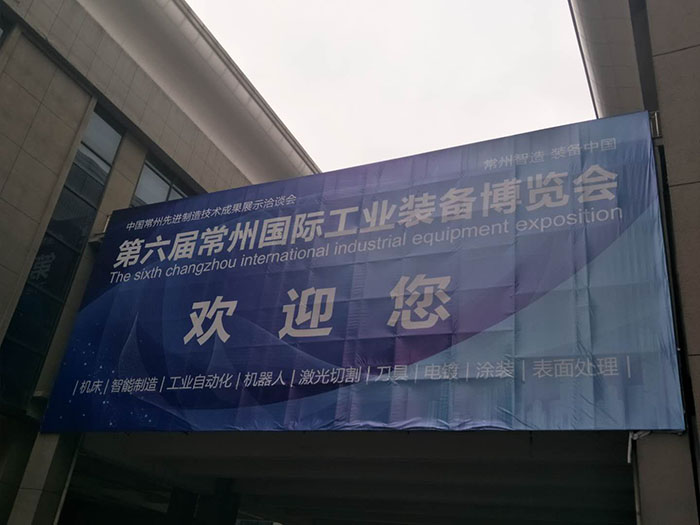 常州智造 装备中国
中国常州先进制造技术成果展示洽谈会
第六届常州国际工业装备博览会
The sixth changzhou international industrial equipment exposition
欢迎您
|机床|智能制造|工业自动化|机器人|激光切割|刀具|电镀|涂装|表面处理|